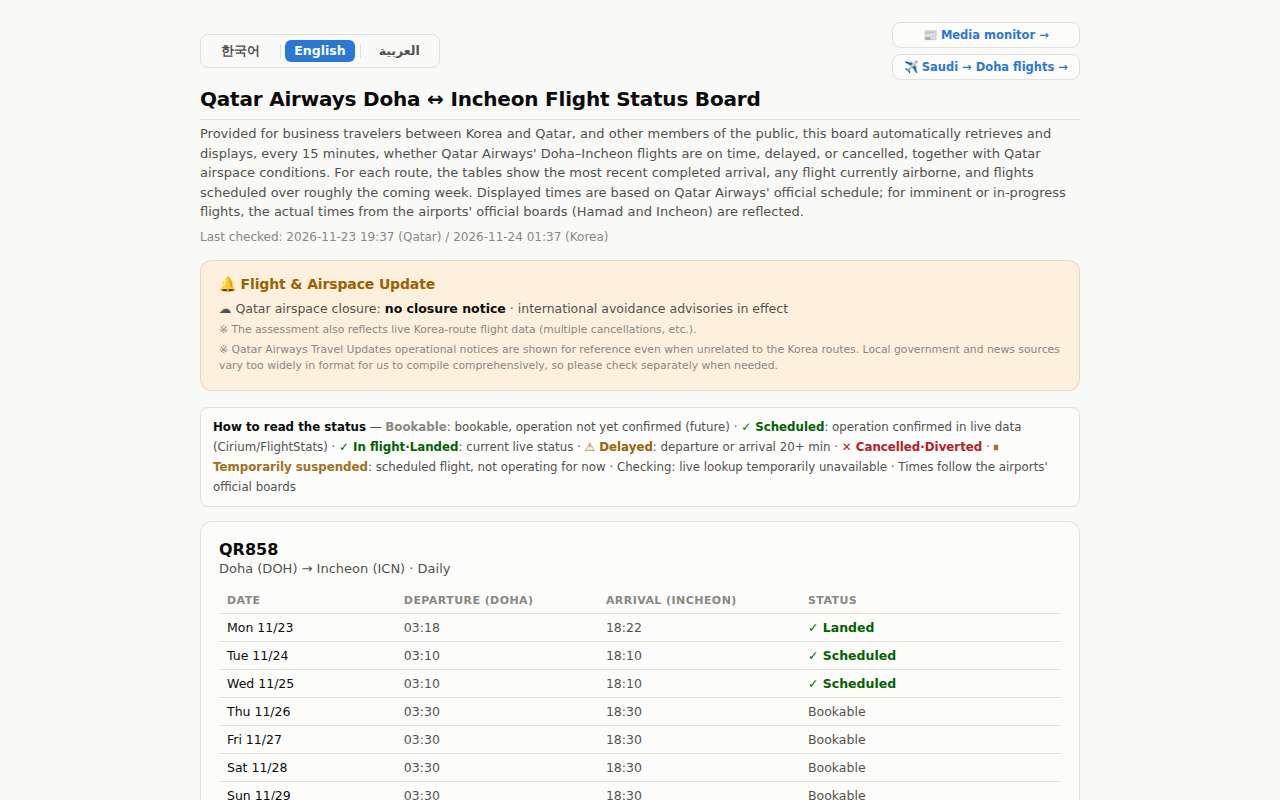 한국어
English
العربية
📰 Media monitor →
✈️ Saudi → Doha flights →
Qatar Airways Doha ↔ Incheon Flight Status Board
Provided for business travelers between Korea and Qatar, and other members of the public, this board automatically retrieves and
displays, every 15 minutes, whether Qatar Airways' Doha–Incheon flights are on time, delayed, or cancelled, together with Qatar
airspace conditions. For each route, the tables show the most recent completed arrival, any flight currently airborne, and flights
scheduled over roughly the coming week. Displayed times are based on Qatar Airways' official schedule; for imminent or in-progress
flights, the actual times from the airports' official boards (Hamad and Incheon) are reflected.
Last checked: 2026-11-23 19:37 (Qatar) / 2026-11-24 01:37 (Korea)
🔔 Flight & Airspace Update
☁ Qatar airspace closure: no closure notice · international avoidance advisories in effect
※ The assessment also reflects live Korea-route flight data (multiple cancellations, etc.).
※ Qatar Airways Travel Updates operational notices are shown for reference even when unrelated to the Korea routes. Local government and news sources
vary too widely in format for us to compile comprehensively, so please check separately when needed.
How to read the status — Bookable: bookable, operation not yet confirmed (future) · ✓ Scheduled: operation confirmed in live data
(Cirium/FlightStats) · ✓ In flight·Landed: current live status · ⚠ Delayed: departure or arrival 20+ min · ✕ Cancelled·Diverted · ⏸
Temporarily suspended: scheduled flight, not operating for now · Checking: live lookup temporarily unavailable · Times follow the airports'
official boards
QR858
Doha (DOH) → Incheon (ICN) · Daily
DATE DEPARTURE (DOHA) ARRIVAL (INCHEON) STATUS
Mon 11/23 03:18 18:22 ✓ Landed
Tue 11/24 03:10 18:10 ✓ Scheduled
Wed 11/25 03:10 18:10 ✓ Scheduled
Thu 11/26 03:30 18:30 Bookable
Fri 11/27 03:30 18:30 Bookable
Sat 11/28 03:30 18:30 Bookable
Sun 11/29 03:30 18:30 Bookable